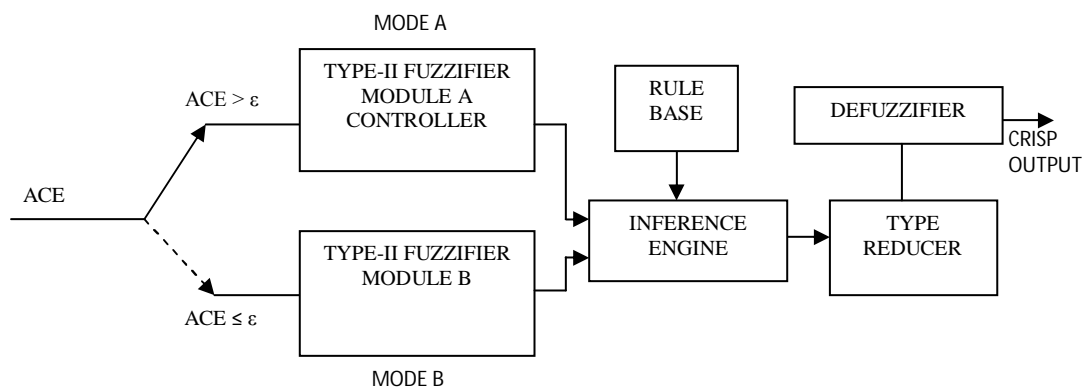 MODE A
TYPE-II FUZZIFIER
MODULE A
CONTROLLER
ACE > ε
RULE
BASE
DEFUZZIFIER
CRISP
OUTPUT
ACE
INFERENCE
ENGINE
TYPE
REDUCER
TYPE-II FUZZIFIER
MODULE B
ACE ≤ ε
MODE B